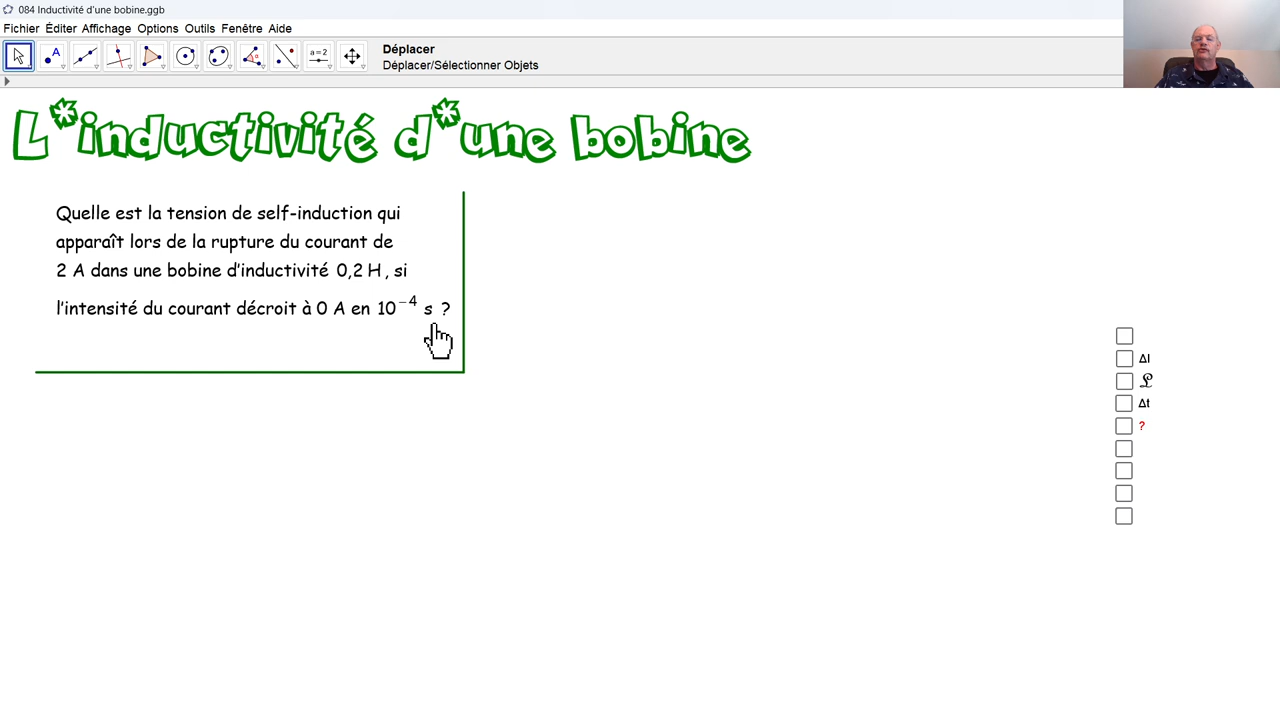 084 Inductivité d'une bobine.ggb
Fichier Éditer Affichage Options Outils Fenêtre Aide
A
a=2
Déplacer
Déplacer/Sélectionner Objets
L*inductivité d*une bobine
Quelle est la tension de self-induction qui
apparaît lors de la rupture du courant de
2 A dans une bobine d'inductivité 0,2 H, si
l'intensité du courant décroit à 0 A en 10⁻⁴ s ?
ΔI
ℒ
Δt
?